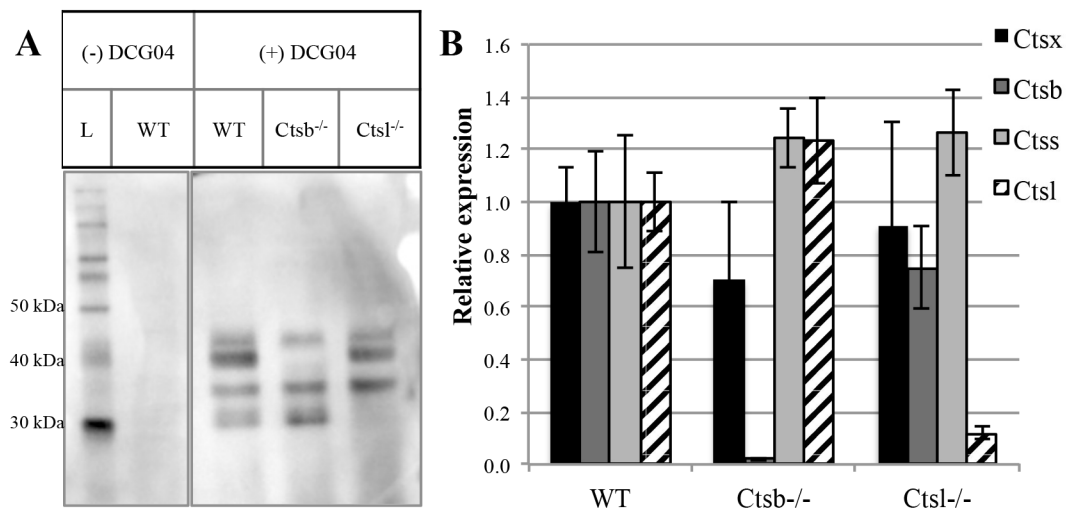 A
(-) DCG04
(+) DCG04
L
WT
WT
Ctsb-/-
Ctsl-/-
50 kDa
40 kDa
30 kDa
B
Relative expression
1.6
1.4
1.2
1.0
0.8
0.6
0.4
0.2
0.0
WT
Ctsb-/-
Ctsl-/-
Ctsx
Ctsb
Ctss
Ctsl